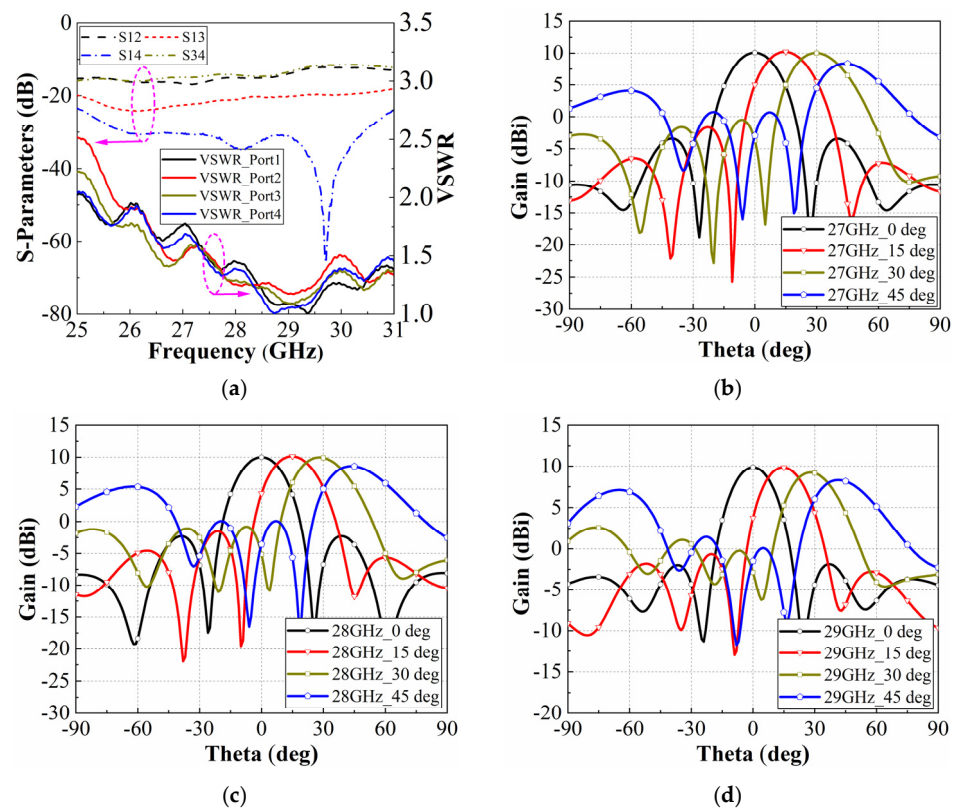 S-Parameters (dB)
0
-20
-40
-60
-80
S12
S13
S14
S34
VSWR_Port1
VSWR_Port2
VSWR_Port3
VSWR_Port4
3.5
3.0
2.5
2.0
1.5
1.0
VSWR
25 26 27 28 29 30 31
Frequency (GHz)
(a)
Gain (dBi)
15
10
5
0
-5
-10
-15
-20
-25
-30
27GHz_0 deg
27GHz_15 deg
27GHz_30 deg
27GHz_45 deg
-90 -60 -30 0 30 60 90
Theta (deg)
(b)
Gain (dBi)
15
10
5
0
-5
-10
-15
-20
-25
-30
28GHz_0 deg
28GHz_15 deg
28GHz_30 deg
28GHz_45 deg
-90 -60 -30 0 30 60 90
Theta (deg)
(c)
Gain (dBi)
15
10
5
0
-5
-10
-15
-20
29GHz_0 deg
29GHz_15 deg
29GHz_30 deg
29GHz_45 deg
-90 -60 -30 0 30 60 90
Theta (deg)
(d)